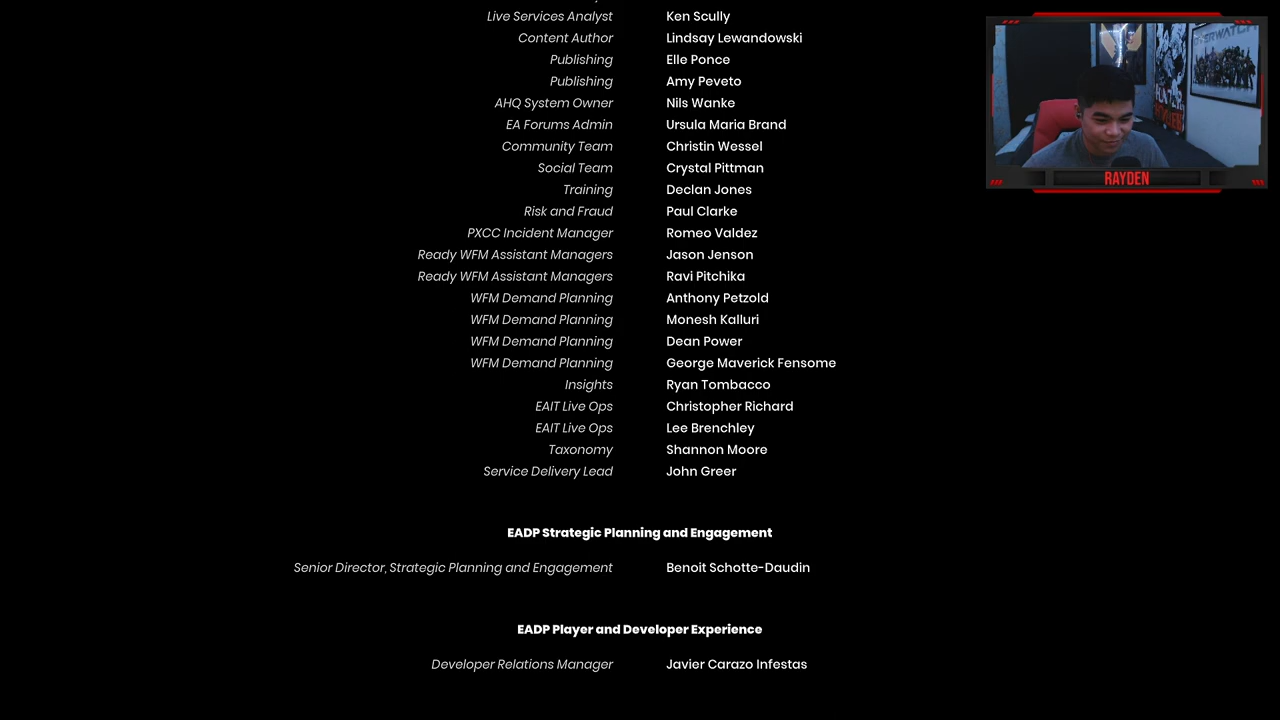 Live Services Analyst Ken Scully
Content Author Lindsay Lewandowski
Publishing Elle Ponce
Publishing Amy Peveto
AHQ System Owner Nils Wanke
EA Forums Admin Ursula Maria Brand
Community Team Christin Wessel
Social Team Crystal Pittman
Training Declan Jones
Risk and Fraud Paul Clarke
PXCC Incident Manager Romeo Valdez
Ready WFM Assistant Managers Jason Jenson
Ready WFM Assistant Managers Ravi Pitchika
WFM Demand Planning Anthony Petzold
WFM Demand Planning Monesh Kalluri
WFM Demand Planning Dean Power
WFM Demand Planning George Maverick Fensome
Insights Ryan Tombacco
EAIT Live Ops Christopher Richard
EAIT Live Ops Lee Brenchley
Taxonomy Shannon Moore
Service Delivery Lead John Greer
EADP Strategic Planning and Engagement
Senior Director, Strategic Planning and Engagement Benoit Schotte-Daudin
EADP Player and Developer Experience
Developer Relations Manager Javier Carazo Infestas
RAYDEN